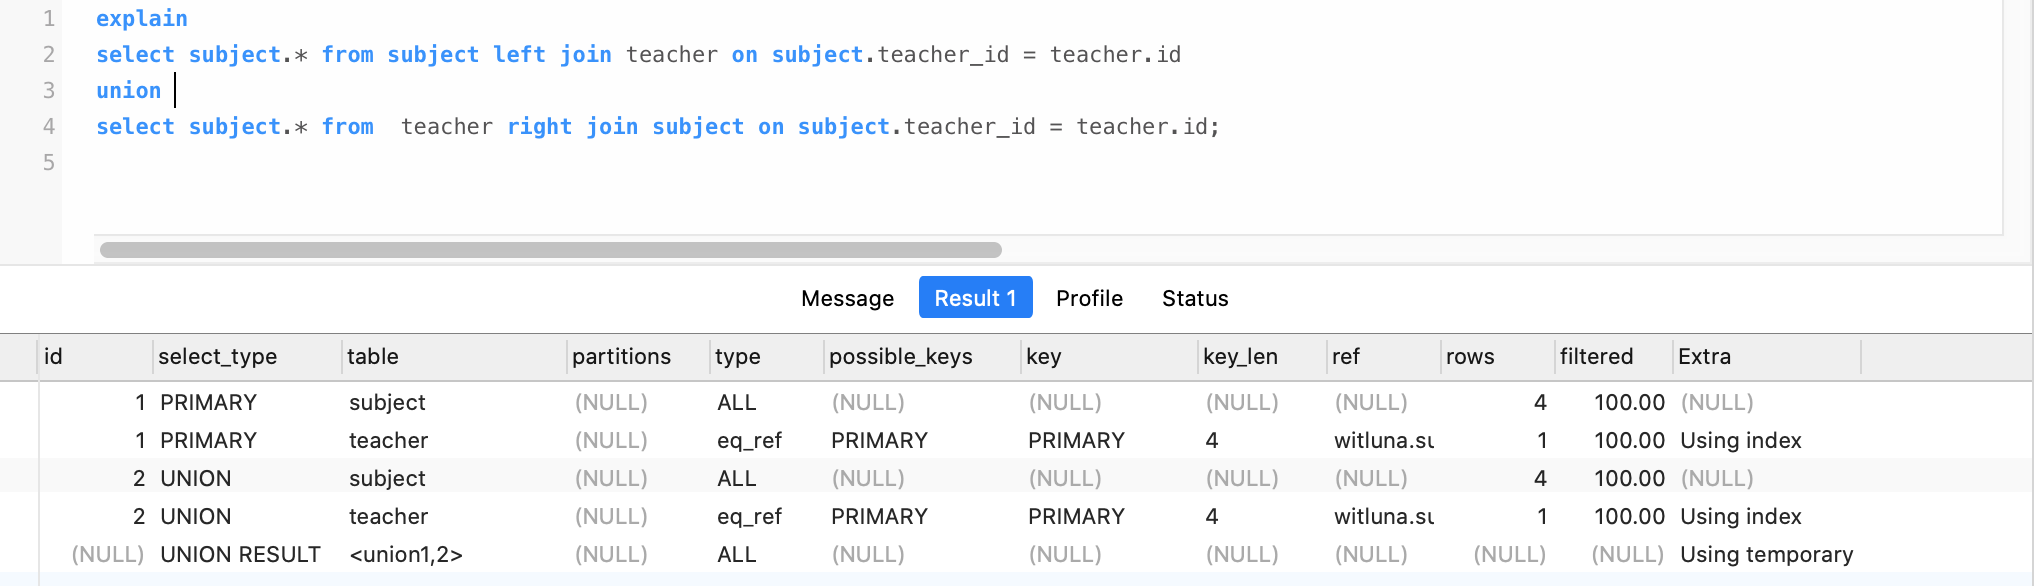 1 explain
2 select subject.* from subject left join teacher on subject.teacher_id = teacher.id
3 union
4 select subject.* from  teacher right join subject on subject.teacher_id = teacher.id;
5
Message Result 1 Profile Status
id select_type table partitions type possible_keys key key_len ref rows filtered Extra
1 PRIMARY subject (NULL) ALL (NULL) (NULL) (NULL) (NULL) 4 100.00 (NULL)
1 PRIMARY teacher (NULL) eq_ref PRIMARY PRIMARY 4 witluna.su 1 100.00 Using index
2 UNION subject (NULL) ALL (NULL) (NULL) (NULL) (NULL) 4 100.00 (NULL)
2 UNION teacher (NULL) eq_ref PRIMARY PRIMARY 4 witluna.su 1 100.00 Using index
(NULL) UNION RESULT <union1,2> (NULL) ALL (NULL) (NULL) (NULL) (NULL) (NULL) (NULL) Using temporary